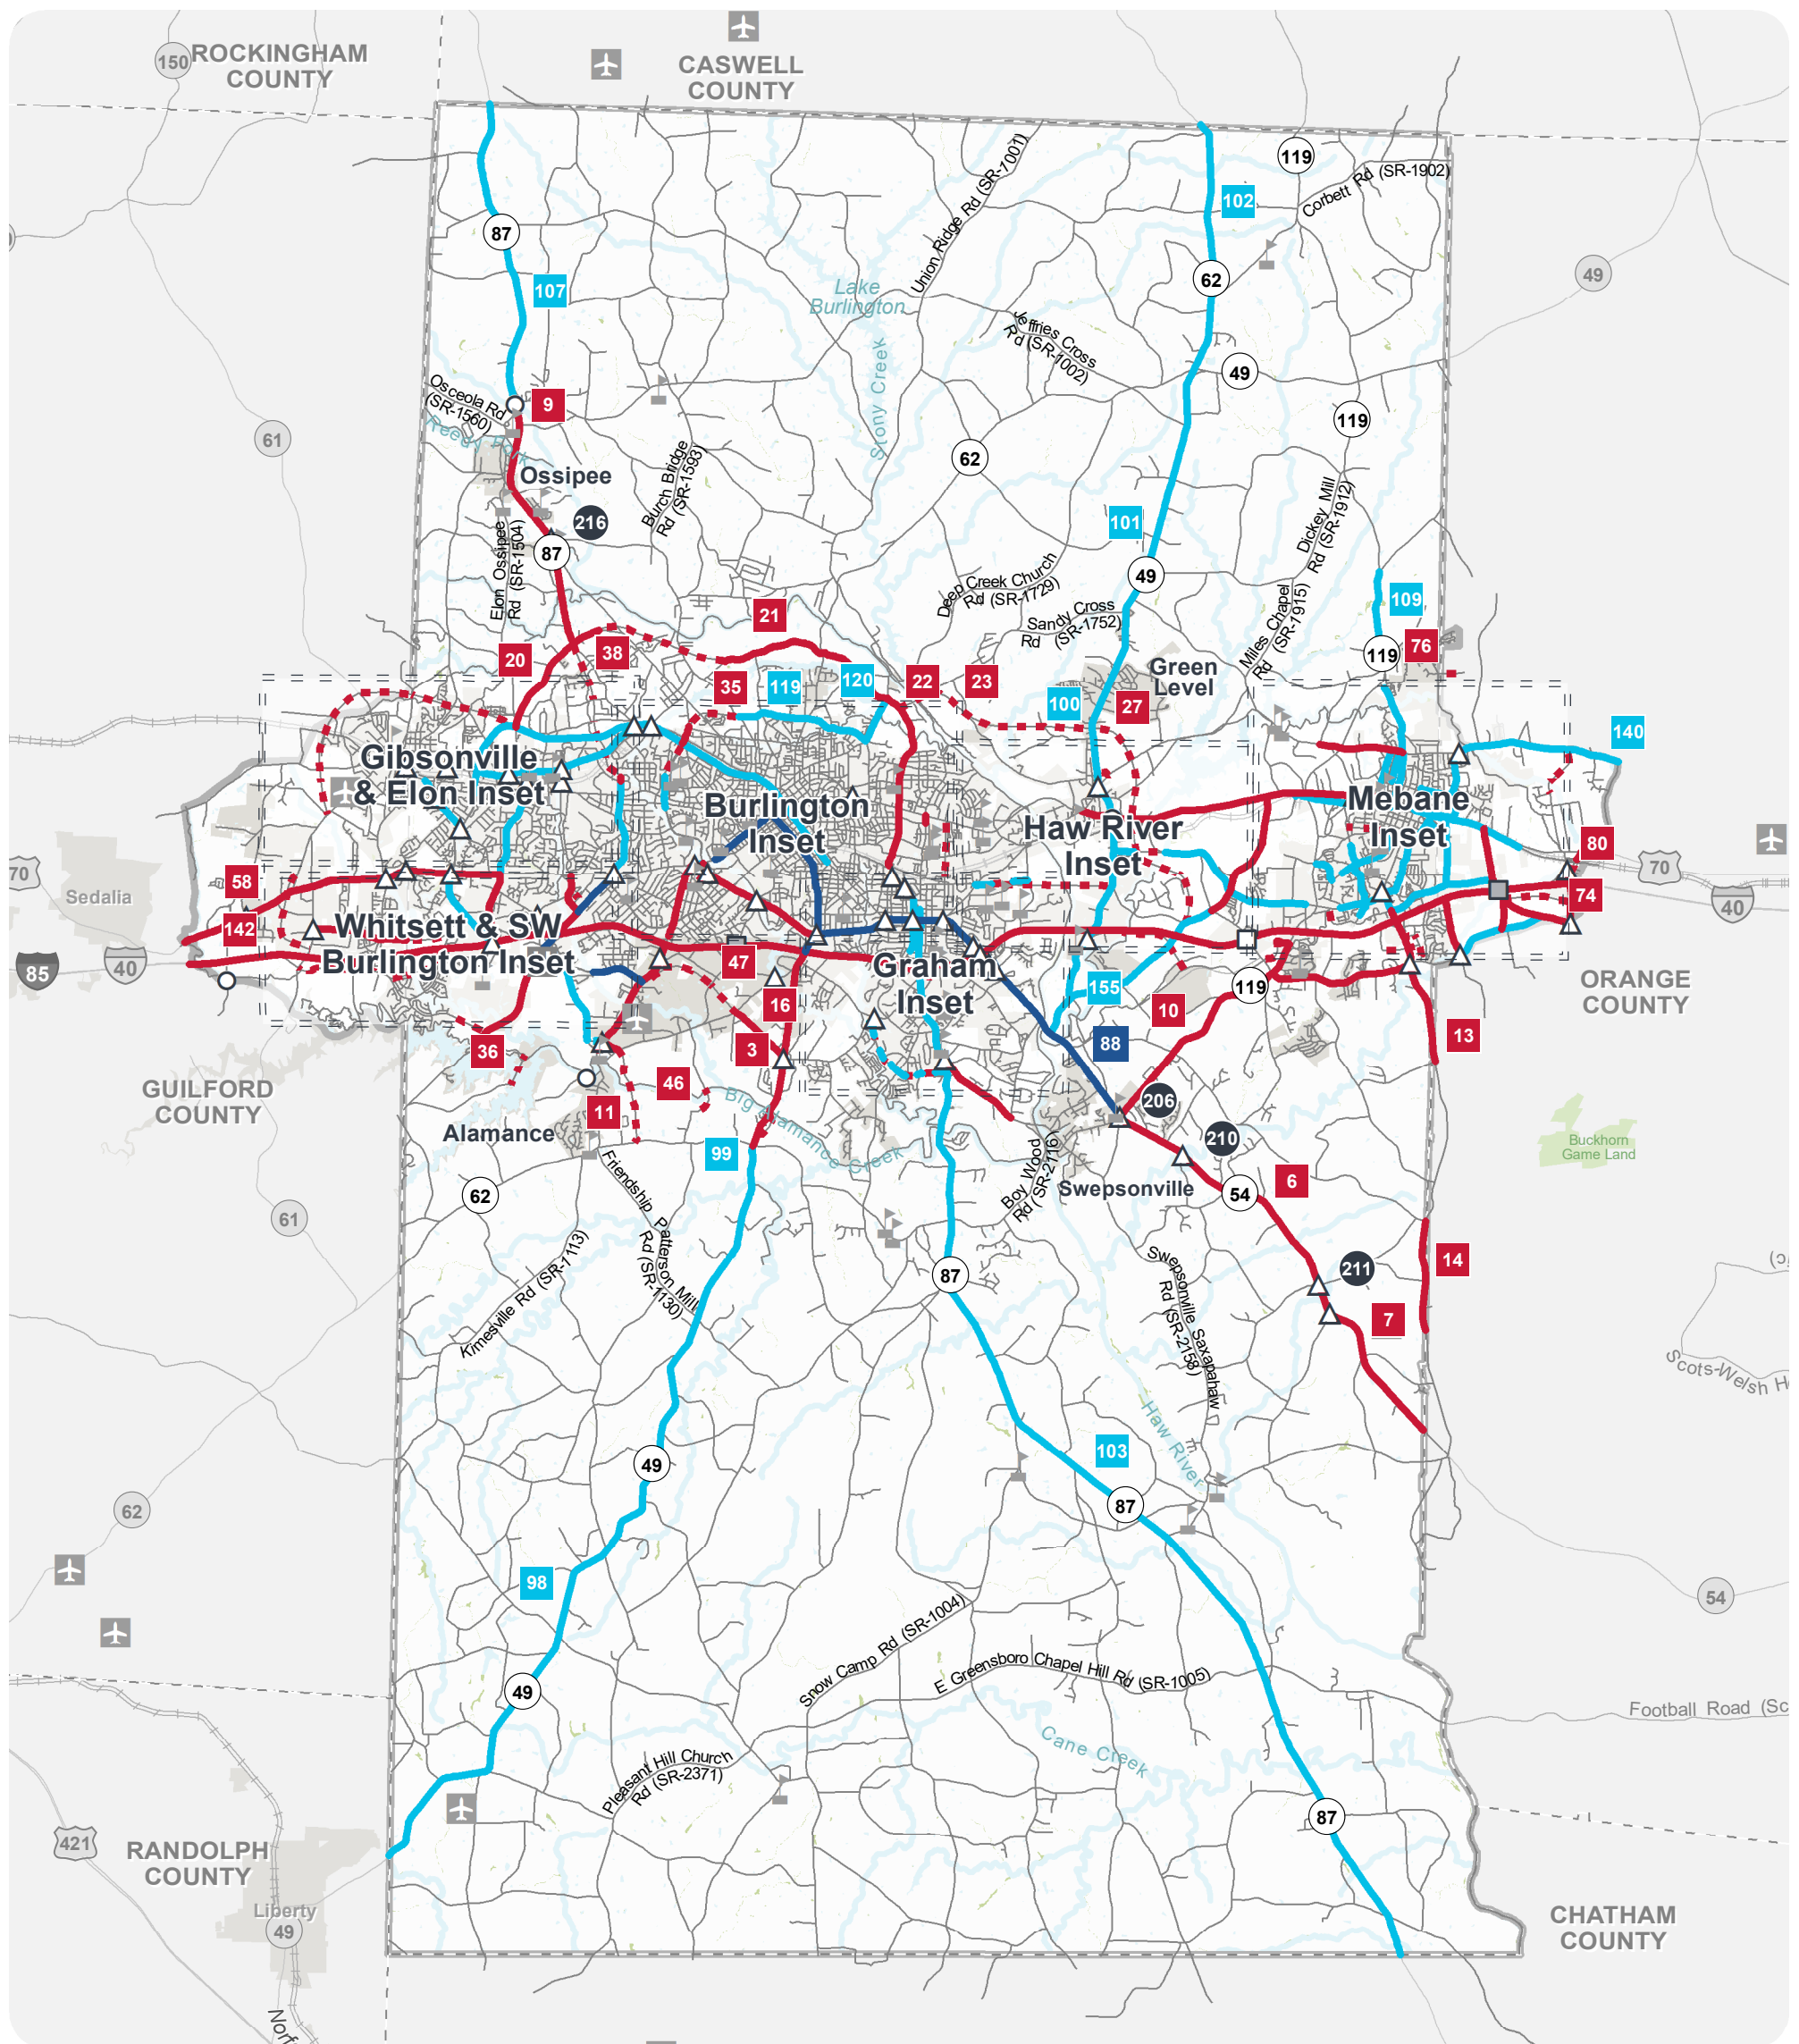 150
ROCKINGHAM
COUNTY
CASWELL
COUNTY
119
Corbett Rd (SR-1902)
Union Ridge Rd (SR-1001)
102
87
62
49
107
Lake
Burlington
Jeffries Cross
Rd (SR-1002)
49
Stony Creek
Osceola Rd
(SR-1560)
9
119
61
Reedy Fork
Ossipee
Burch Bridge
Rd (SR-1593)
62
216
101
Dickey Mill
Rd (SR-1912)
Elon Ossipee
Rd (SR-1504)
87
Deep Creek Church
Rd (SR-1729)
49
Sandy Cross
Rd (SR-1752)
Miles Chapel
Rd (SR-1915)
109
21
20
38
119
76
Green
Level
35
119
120
22
23
100
27
140
Gibsonville
& Elon Inset
Burlington
Inset
Haw River
Inset
Mebane
Inset
80
70
70
Sedalia
58
74
40
142
Whitsett & SW
Burlington Inset
85
40
47
Graham
Inset
16
155
119
10
ORANGE
COUNTY
36
3
88
13
GUILFORD
COUNTY
46
11
Big Alamance Creek
206
Alamance
99
210
Buckhorn
Game Land
Friendship Patterson Mill
Rd (SR-1130)
Boy Wood
Rd (SR-2116)
Swepsonville
6
62
54
61
Kimesville Rd (SR-1113)
87
Swepsonville Saxapahaw
Rd (SR-2158)
211
14
7
Scots-Welsh H
Haw River
49
103
87
62
98
54
Snow Camp Rd (SR-1004)
E Greensboro Chapel Hill Rd (SR-1005)
49
Football Road (Sc
Cane Creek
Pleasant Hill Church
Rd (SR-2371)
87
421
RANDOLPH
COUNTY
Liberty
49
CHATHAM
COUNTY
Norf